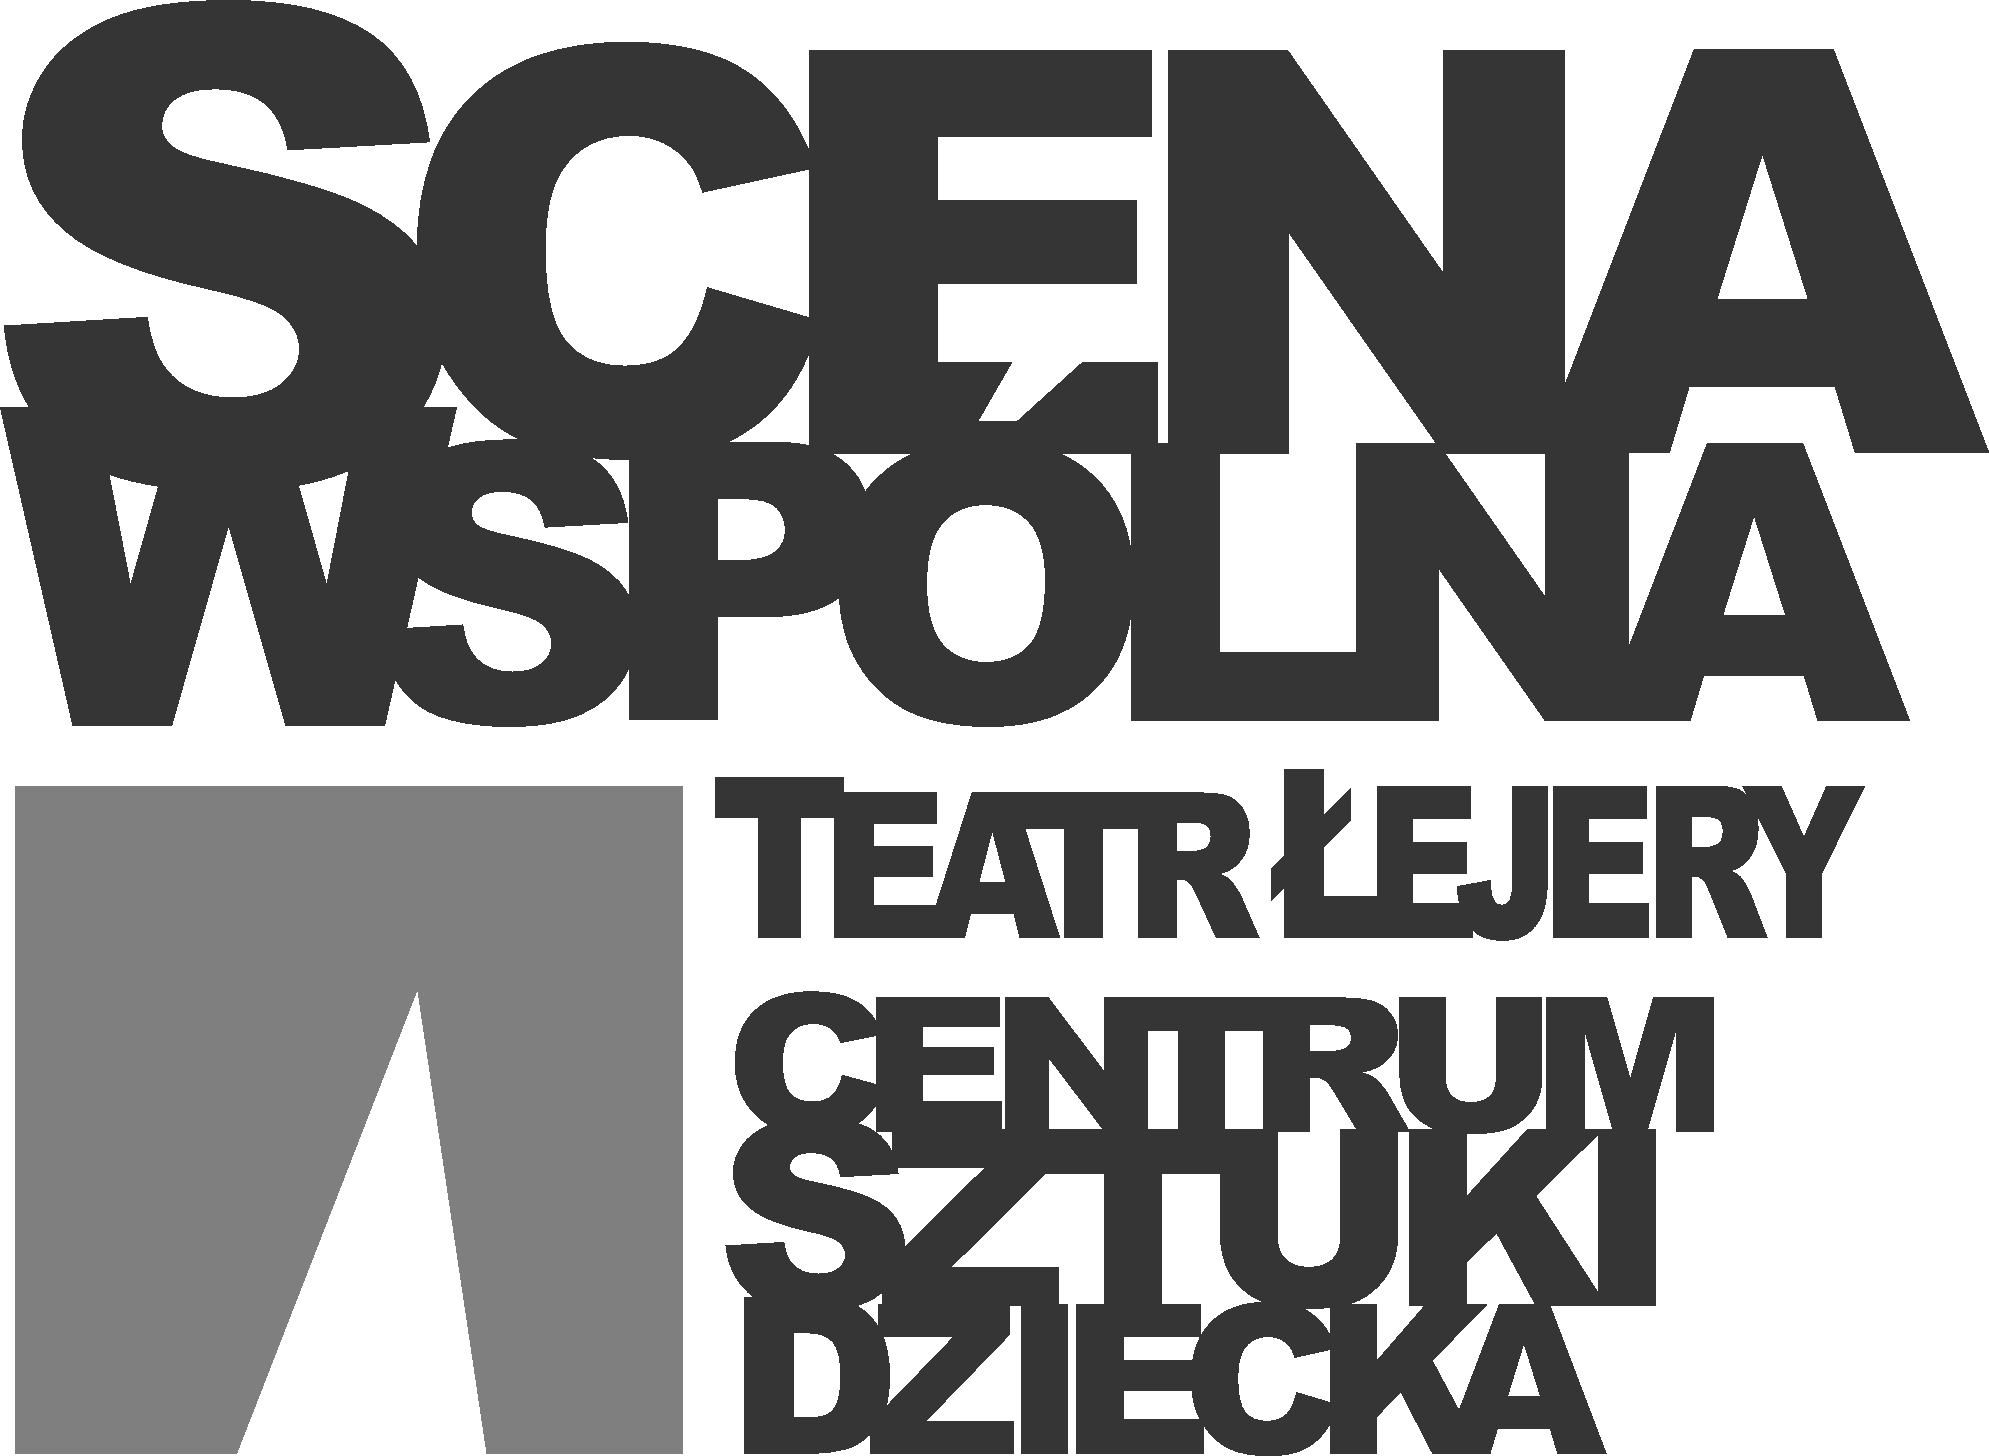 SCENA
WSPÓLNA
TEATR ŁEJERY
CENTRUM
SZTUKI
DZIECKA